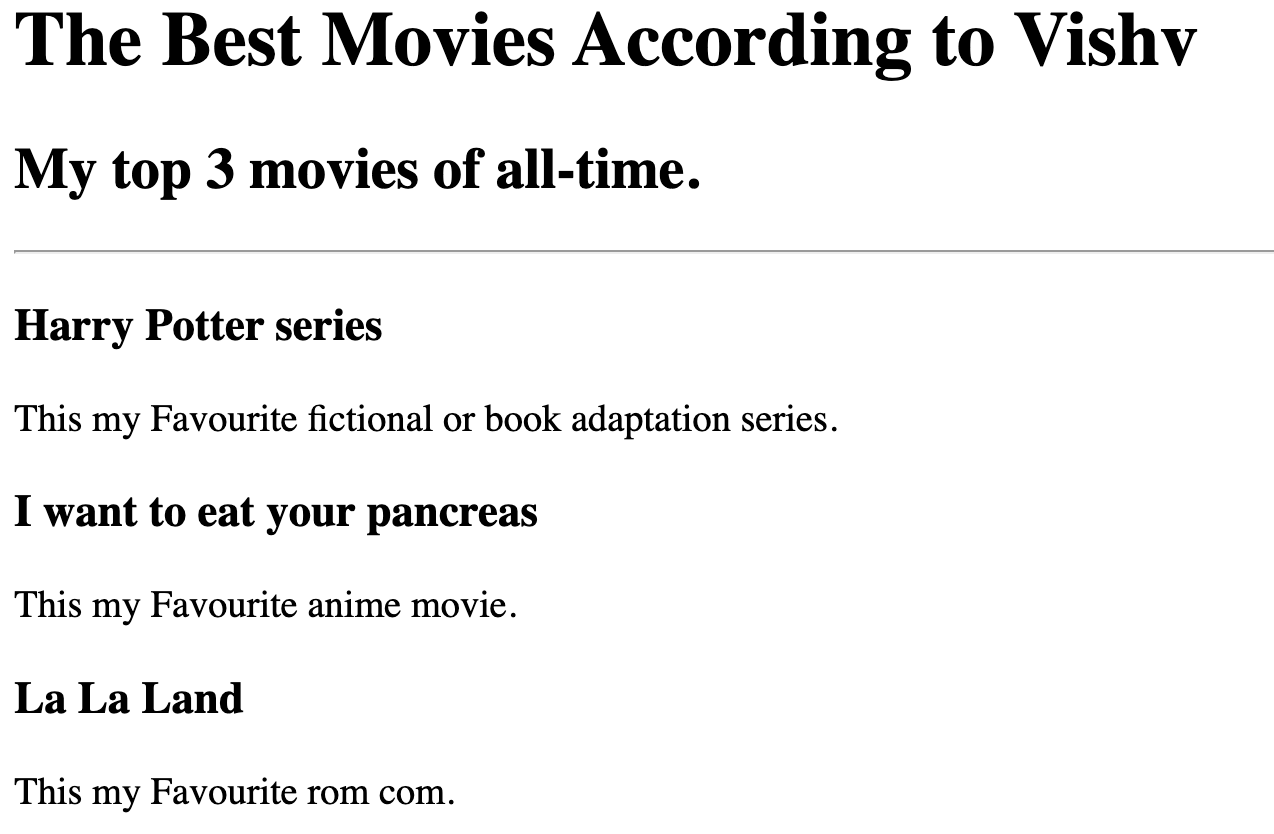 The Best Movies According to Vishv
My top 3 movies of all-time.
Harry Potter series
This my Favourite fictional or book adaptation series.
I want to eat your pancreas
This my Favourite anime movie.
La La Land
This my Favourite rom com.